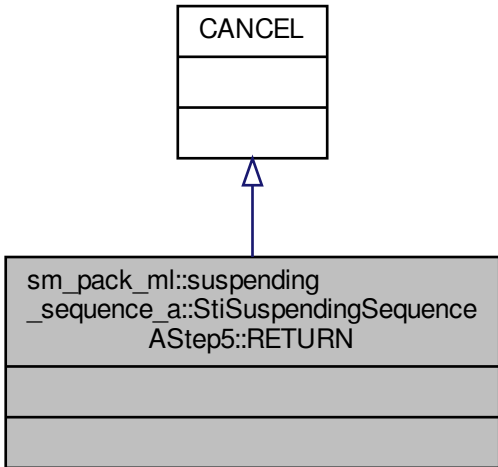 CANCEL
sm_pack_ml::suspending
_sequence_a::StiSuspendingSequence
AStep5::RETURN